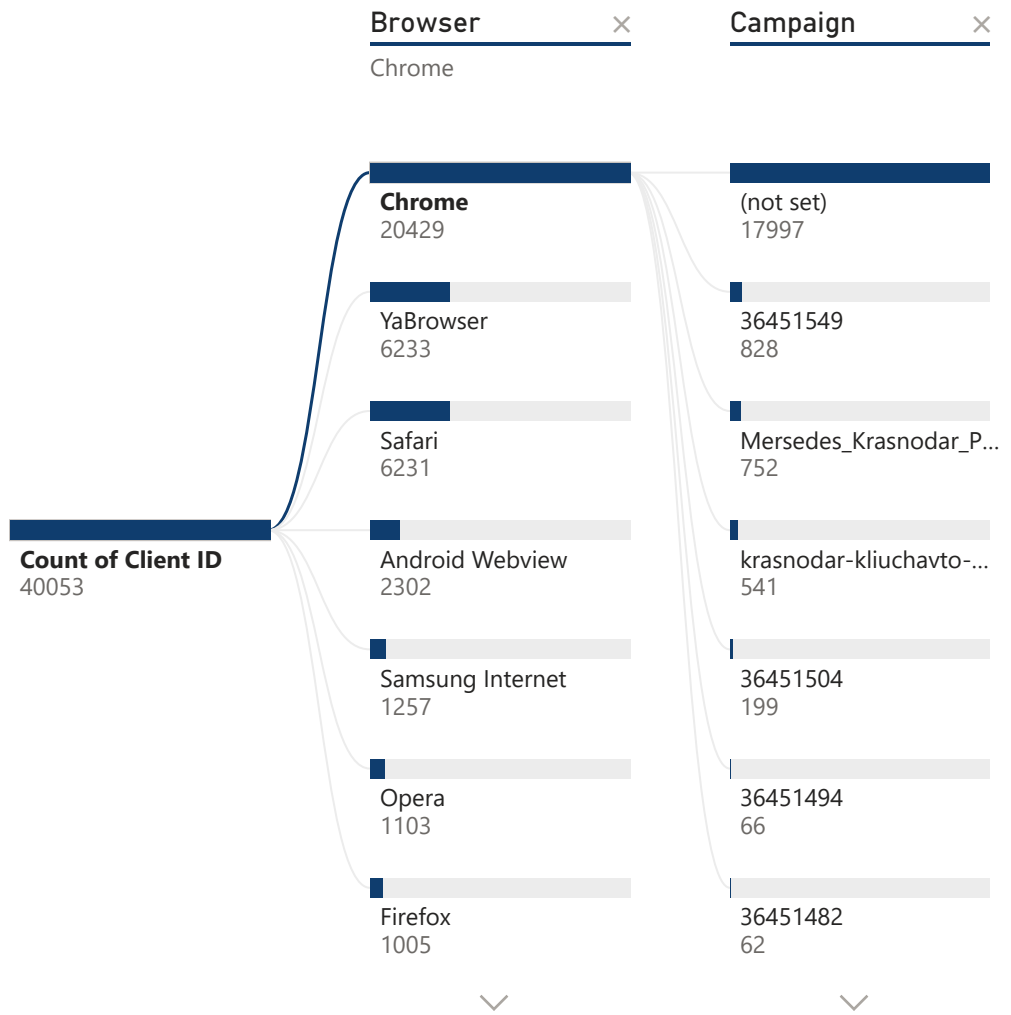 Browser
Campaign
Chrome
Chrome
20429
(not set)
17997
YaBrowser
6233
36451549
828
Safari
6231
Mersedes_Krasnodar_P...
752
Count of Client ID
40053
Android Webview
2302
krasnodar-kliuchavto-...
541
Samsung Internet
1257
36451504
199
Opera
1103
36451494
66
Firefox
1005
36451482
62